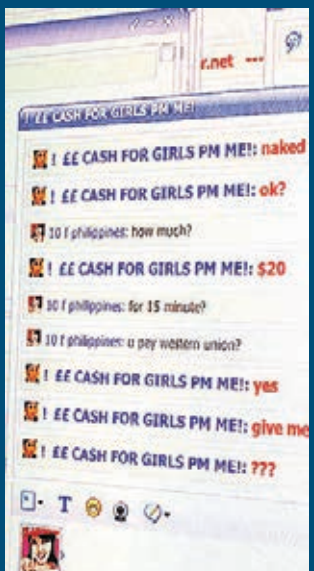 r.net ---
! ££ CASH FOR GIRLS PM ME!
! ££ CASH FOR GIRLS PM ME!: naked
! ££ CASH FOR GIRLS PM ME!: ok?
10 f philippines: how much?
! ££ CASH FOR GIRLS PM ME!: $20
10 f philippines: for 15 minute?
10 f philippines: u pay western union?
! ££ CASH FOR GIRLS PM ME!: yes
! ££ CASH FOR GIRLS PM ME!: give me
! ££ CASH FOR GIRLS PM ME!: ???
T